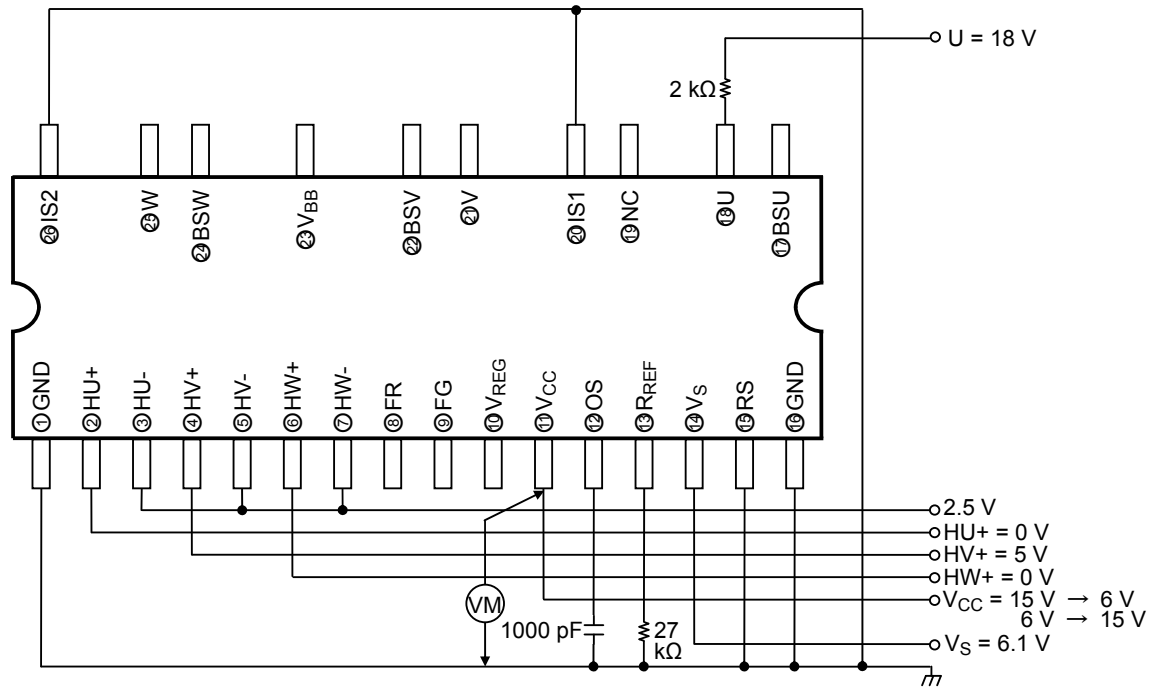 U = 18 V
2 kΩ
㉖IS2
㉕W
㉔BSW
㉓VBB
㉒BSV
㉑V
⑳IS1
⑲NC
⑱U
⑰BSU
①GND
②HU+
③HU-
④HV+
⑤HV-
⑥HW+
⑦HW-
⑧FR
⑨FG
⑩VREG
⑪VCC
⑫OS
⑬RREF
⑭VS
⑮RS
⑯GND
2.5 V
HU+ = 0 V
HV+ = 5 V
HW+ = 0 V
VCC = 15 V → 6 V
6 V → 15 V
VS = 6.1 V
VM
1000 pF
27
kΩ